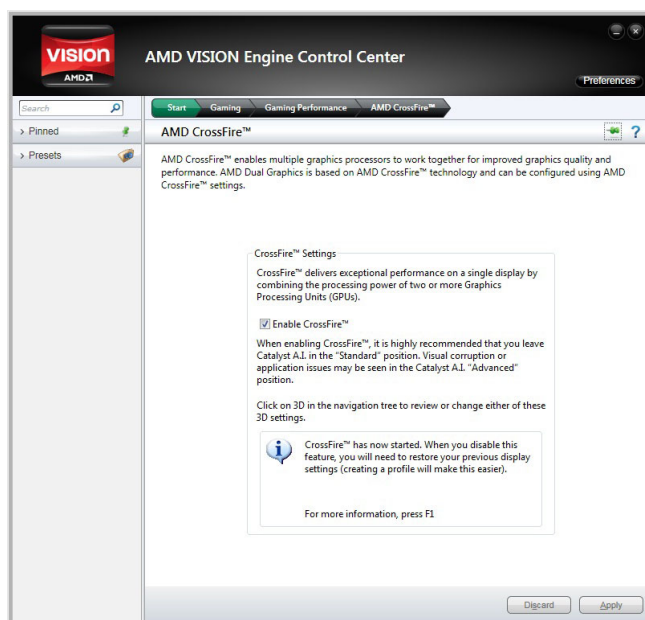 VISION
AMD
AMD VISION Engine Control Center
Preferences
Search
Start Gaming Gaming Performance AMD CrossFire™
> Pinned
AMD CrossFire™
?
> Presets
AMD CrossFire™ enables multiple graphics processors to work together for improved graphics quality and
performance. AMD Dual Graphics is based on AMD CrossFire™ technology and can be configured using AMD
CrossFire™ settings.
CrossFire™ Settings
CrossFire™ delivers exceptional performance on a single display by
combining the processing power of two or more Graphics
Processing Units (GPUs).
Enable CrossFire™
When enabling CrossFire™, it is highly recommended that you leave
Catalyst A.I. in the "Standard" position. Visual corruption or
application issues may be seen in the Catalyst A.I. "Advanced"
position.
Click on 3D in the navigation tree to review or change either of these
3D settings.
CrossFire™ has now started. When you disable this
feature, you will need to restore your previous display
settings (creating a profile will make this easier).
For more information, press F1
Discard Apply